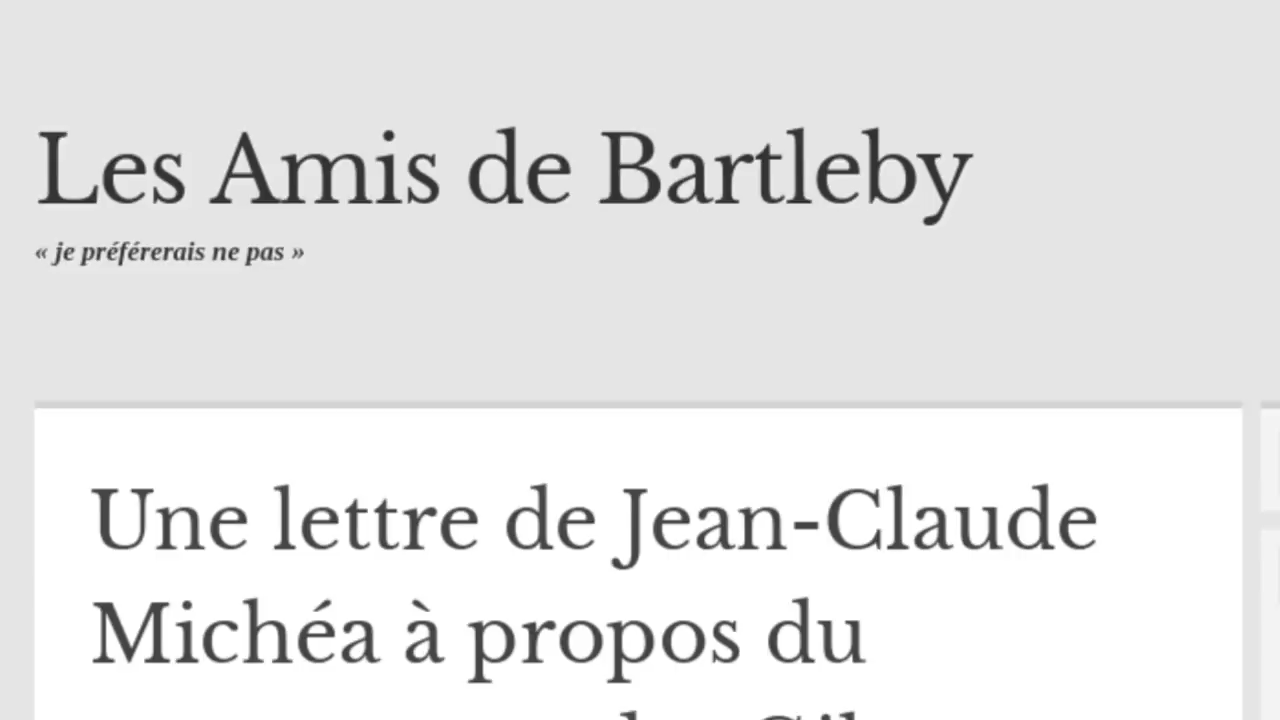 Les Amis de Bartleby
« je préférerais ne pas »
Une lettre de Jean-Claude
Michéa à propos du